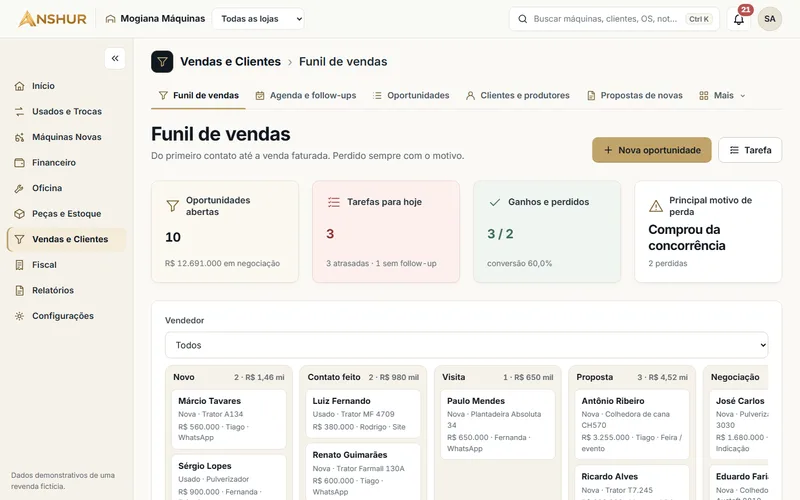 ANSHUR
Mogiana Máquinas
Todas as lojas
Buscar máquinas, clientes, OS, not...
Ctrl K
21
SA
«
Início
Usados e Trocas
Máquinas Novas
Financeiro
Oficina
Peças e Estoque
Vendas e Clientes
Fiscal
Relatórios
Configurações
Dados demonstrativos de uma
revenda fictícia.
Vendas e Clientes › Funil de vendas
Funil de vendas
Agenda e follow-ups
Oportunidades
Clientes e produtores
Propostas de novas
Mais
Funil de vendas
Do primeiro contato até a venda faturada. Perdido sempre com o motivo.
+ Nova oportunidade
Tarefa
Oportunidades
abertas
10
R$ 12.691.000 em negociação
Tarefas para hoje
3
3 atrasadas · 1 sem follow-up
Ganhos e perdidos
3 / 2
conversão 60,0%
Principal motivo de
perda
Comprou da
concorrência
2 perdidas
Vendedor
Todos
Novo
2 · R$ 1,46 mi
Márcio Tavares
Nova · Trator A134
R$ 560.000 · Tiago ·
WhatsApp
Sérgio Lopes
Usado · Pulverizador
R$ 900.000 · Fernanda ·
Contato feito
2 · R$ 980 mil
Luiz Fernando
Usado · Trator MF 4709
R$ 380.000 · Rodrigo · Site
Renato Guimarães
Nova · Trator Farmall 130A
R$ 600.000 · Tiago ·
WhatsApp
Visita
1 · R$ 650 mil
Paulo Mendes
Nova · Plantadeira Absoluta
34
R$ 650.000 · Fernanda ·
WhatsApp
Proposta
3 · R$ 4,52 mi
Antônio Ribeiro
Nova · Colhedora de cana
CH570
R$ 3.255.000 · Tiago · Feira /
evento
Ricardo Alves
Nova · Trator T7.245
Negociação
José Carlos
Nova · Pulveriz
3030
R$ 1.680.000 ·
Indicação
Eduardo Fari
Nova · Colhedo